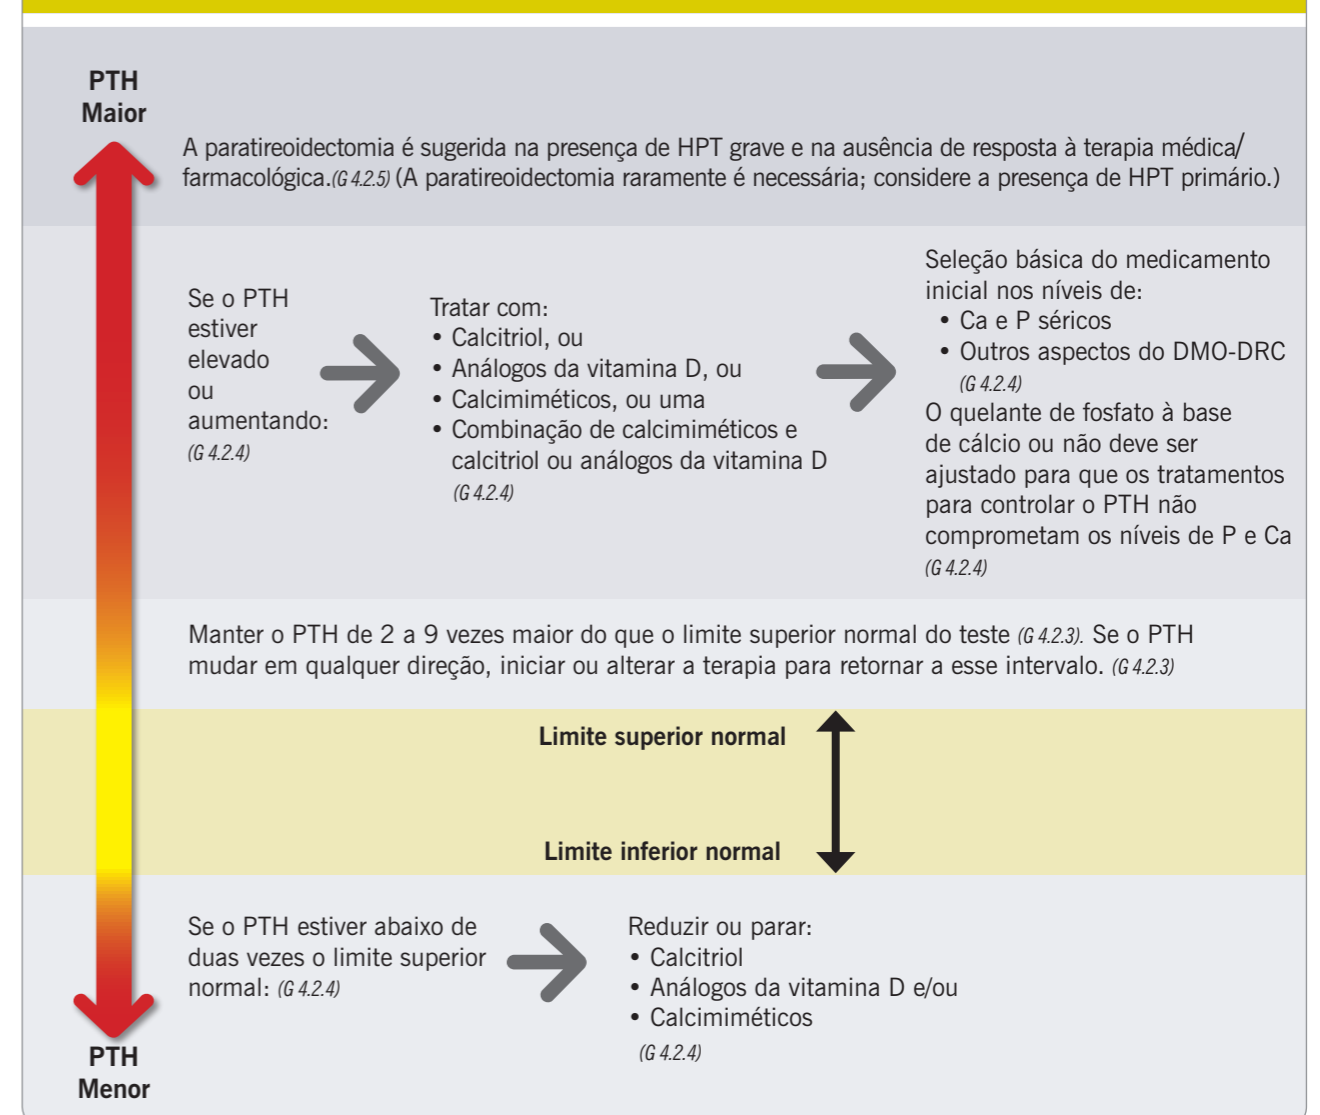 PTH
Maior
A paratireoidectomia é sugerida na presença de HPT grave e na ausência de resposta à terapia médica/
farmacológica.(G 4.2.5) (A paratireoidectomia raramente é necessária; considere a presença de HPT primário.)
Se o PTH
estiver
elevado
ou
aumentando:
(G 4.2.4)
Tratar com:
• Calcitriol, ou
• Análogos da vitamina D, ou
• Calcimiméticos, ou uma
• Combinação de calcimiméticos e
calcitriol ou análogos da vitamina D
(G 4.2.4)
Seleção básica do medicamento
inicial nos níveis de:
• Ca e P séricos
• Outros aspectos do DMO-DRC
(G 4.2.4)
O quelante de fosfato à base
de cálcio ou não deve ser
ajustado para que os tratamentos
para controlar o PTH não
comprometam os níveis de P e Ca
(G 4.2.4)
Manter o PTH de 2 a 9 vezes maior do que o limite superior normal do teste (G 4.2.3). Se o PTH
mudar em qualquer direção, iniciar ou alterar a terapia para retornar a esse intervalo. (G 4.2.3)
Limite superior normal
Limite inferior normal
Se o PTH estiver abaixo de
duas vezes o limite superior
normal: (G 4.2.4)
Reduzir ou parar:
• Calcitriol
• Análogos da vitamina D e/ou
• Calcimiméticos
(G 4.2.4)
PTH
Menor